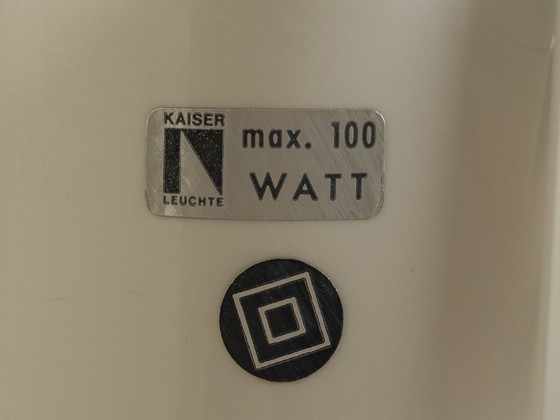 KAISER
LEUCHTE
max. 100
WATT